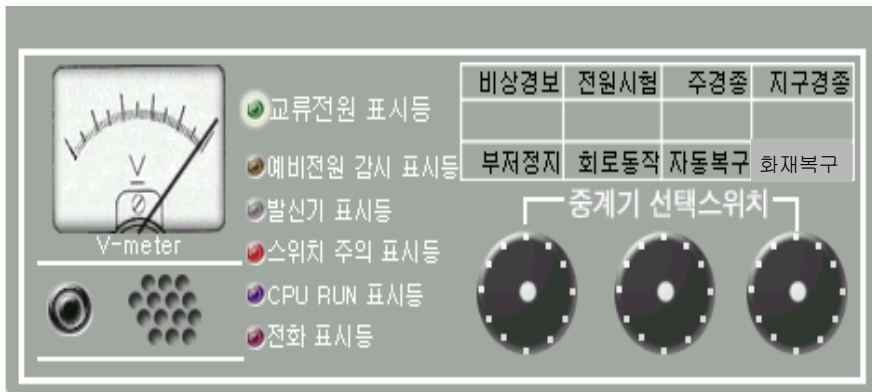 비상경보 전원시험 주경종 지구경종
교류전원 표시등
예비전원 감시 표시등
부저정지 회로동작 자동복구 화재복구
발신기 표시등
중계기 선택스위치
V
V-meter
스위치 주의 표시등
CPU RUN 표시등
전화 표시등